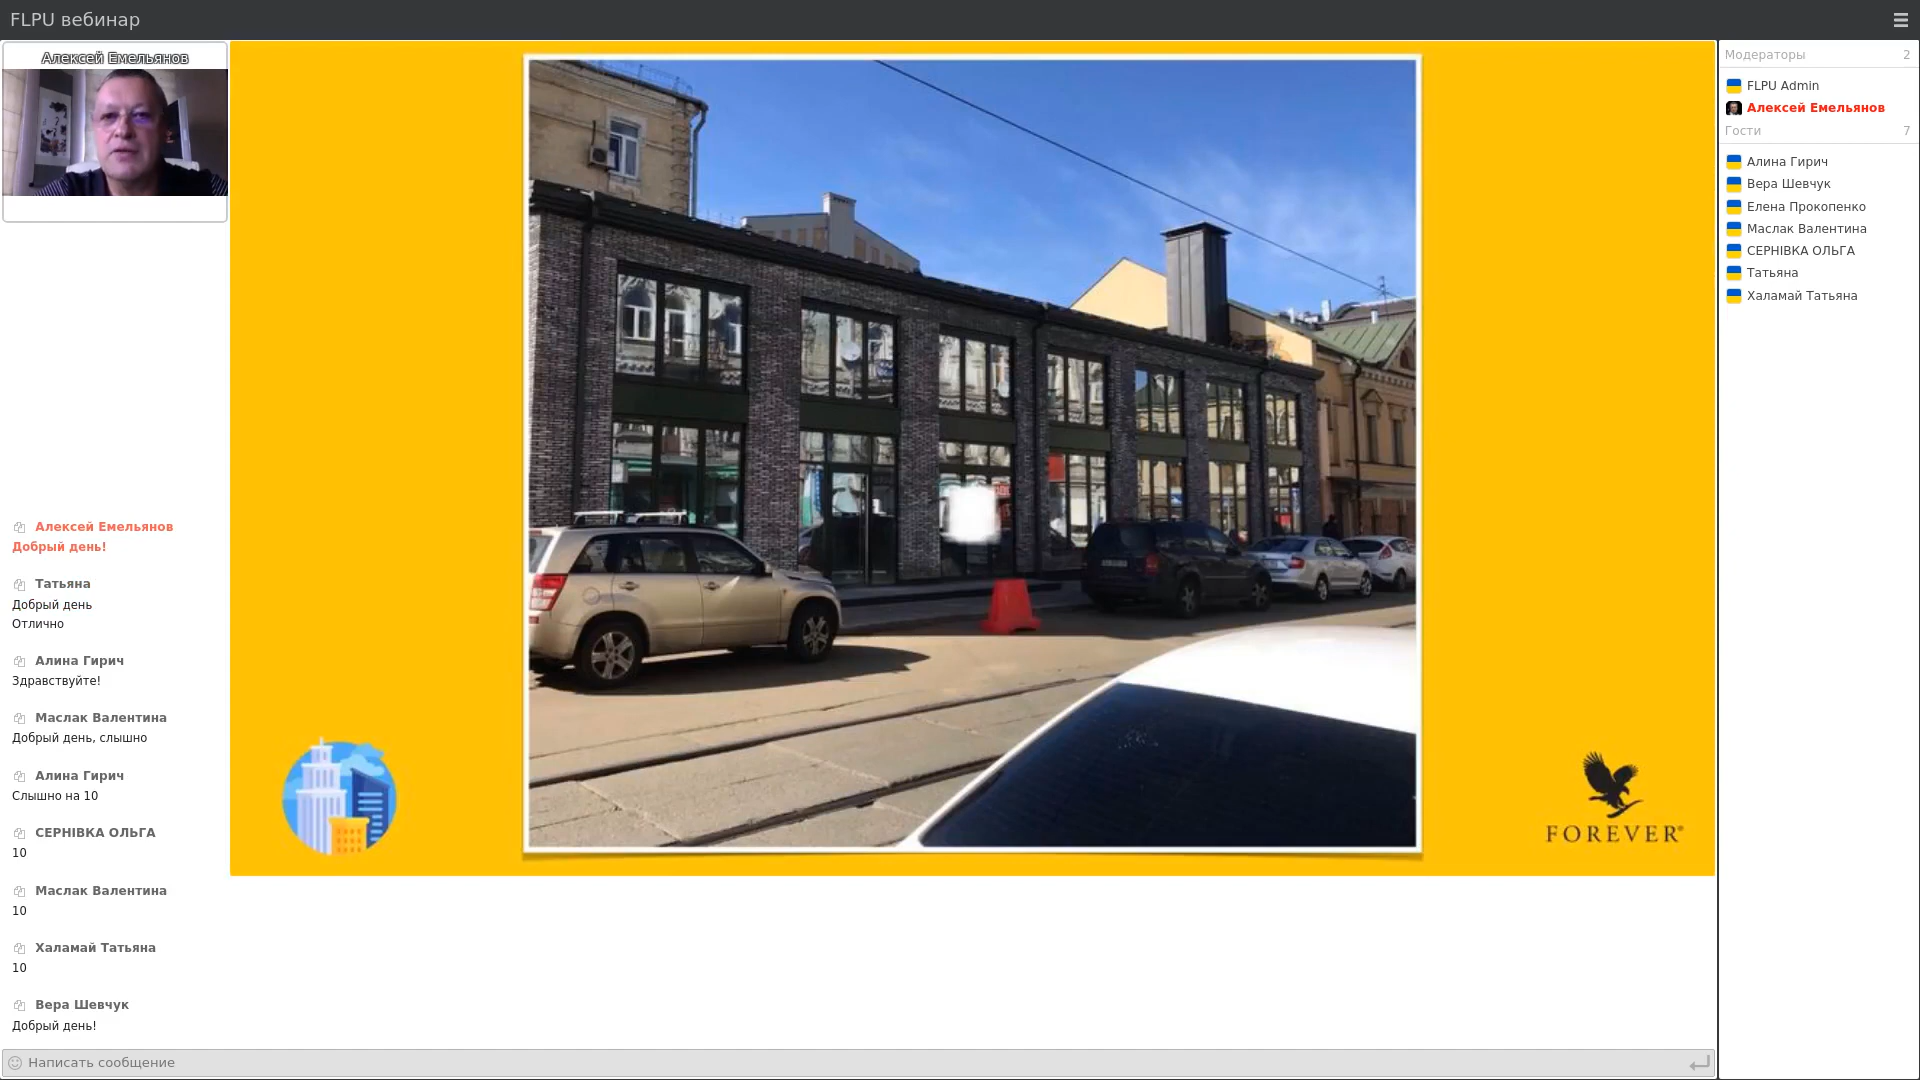 FLPU вебинар
Алексей Емельянов
Алексей Емельянов
Добрый день!
Татьяна
Добрый день
Отлично
Алина Гирич
Здравствуйте!
Маслак Валентина
Добрый день, слышно
Алина Гирич
Слышно на 10
СЕРНІВКА ОЛЬГА
10
Маслак Валентина
10
Халамай Татьяна
10
Вера Шевчук
Добрый день!
Написать сообщение
FOREVER®
Модераторы 2
FLPU Admin
Алексей Емельянов
Гости 7
Алина Гирич
Вера Шевчук
Елена Прокопенко
Маслак Валентина
СЕРНІВКА ОЛЬГА
Татьяна
Халамай Татьяна